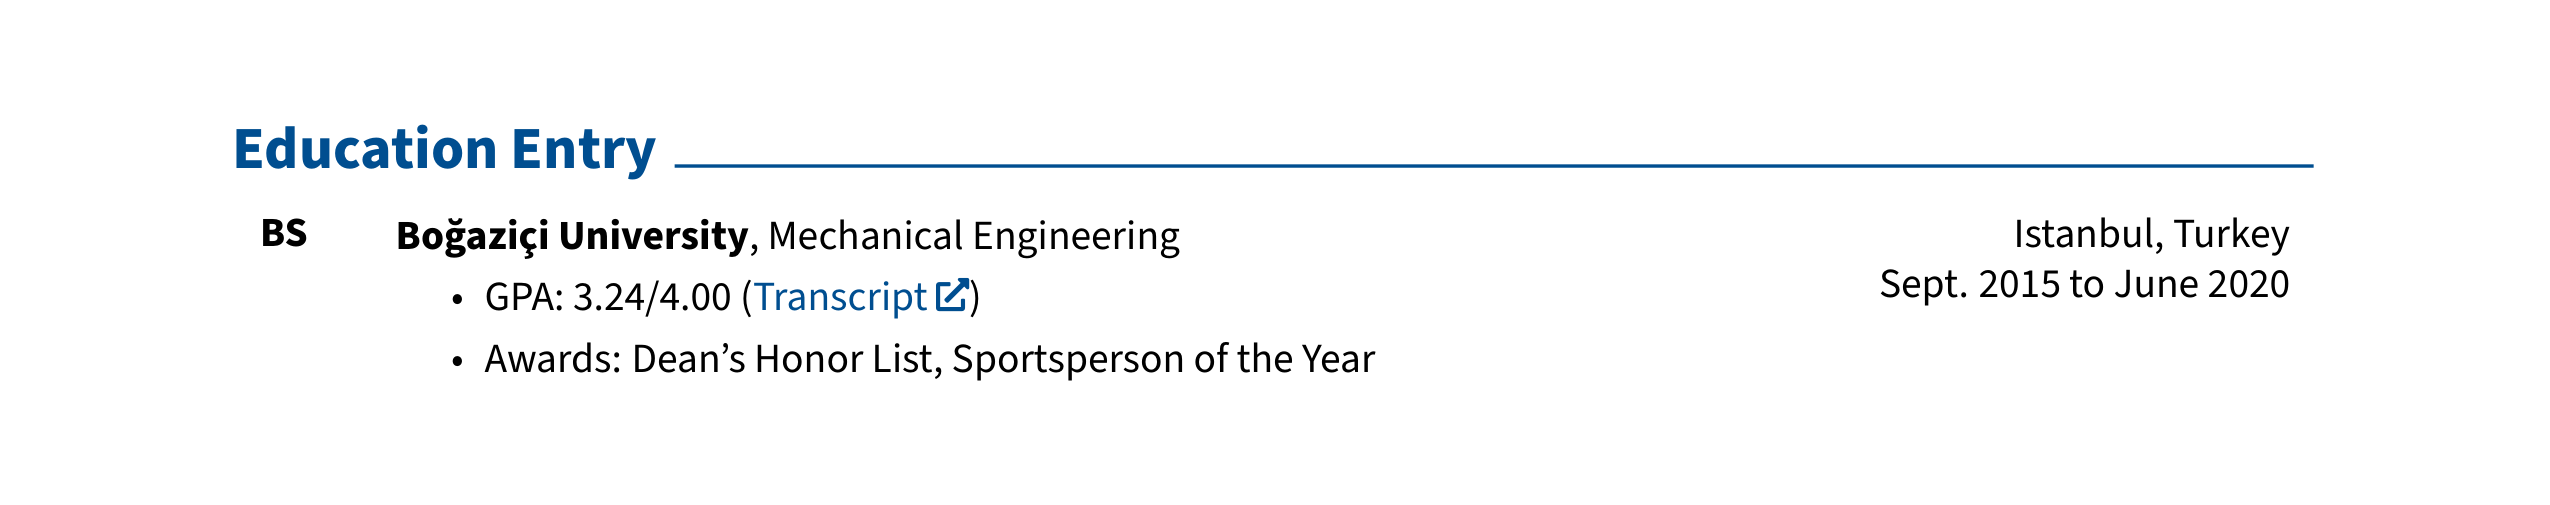 Education Entry
BS Boğaziçi University, Mechanical Engineering Istanbul, Turkey
Sept. 2015 to June 2020
• GPA: 3.24/4.00 (Transcript)
• Awards: Dean’s Honor List, Sportsperson of the Year